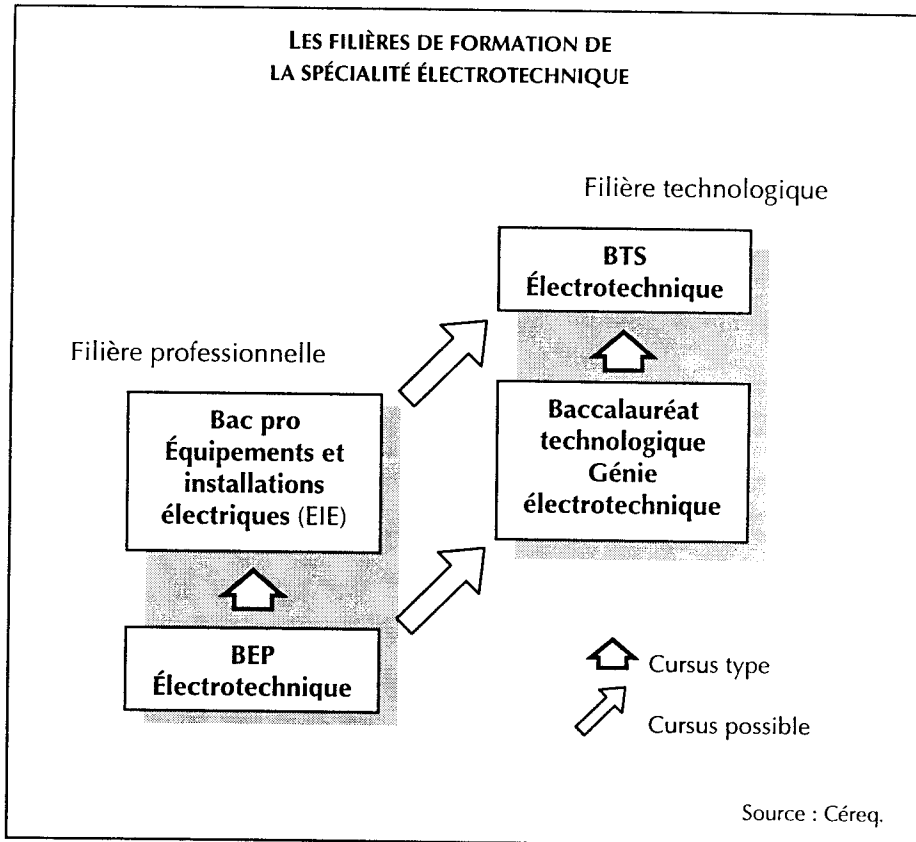 LES FILIÈRES DE FORMATION DE
LA SPÉCIALITÉ ÉLECTROTECHNIQUE
Filière technologique
BTS
Électrotechnique
Filière professionnelle
Bac pro
Équipements et
installations
électriques (EIE)
Baccalauréat
technologique
Génie
électrotechnique
BEP
Électrotechnique
Cursus type
Cursus possible
Source : Céreq.